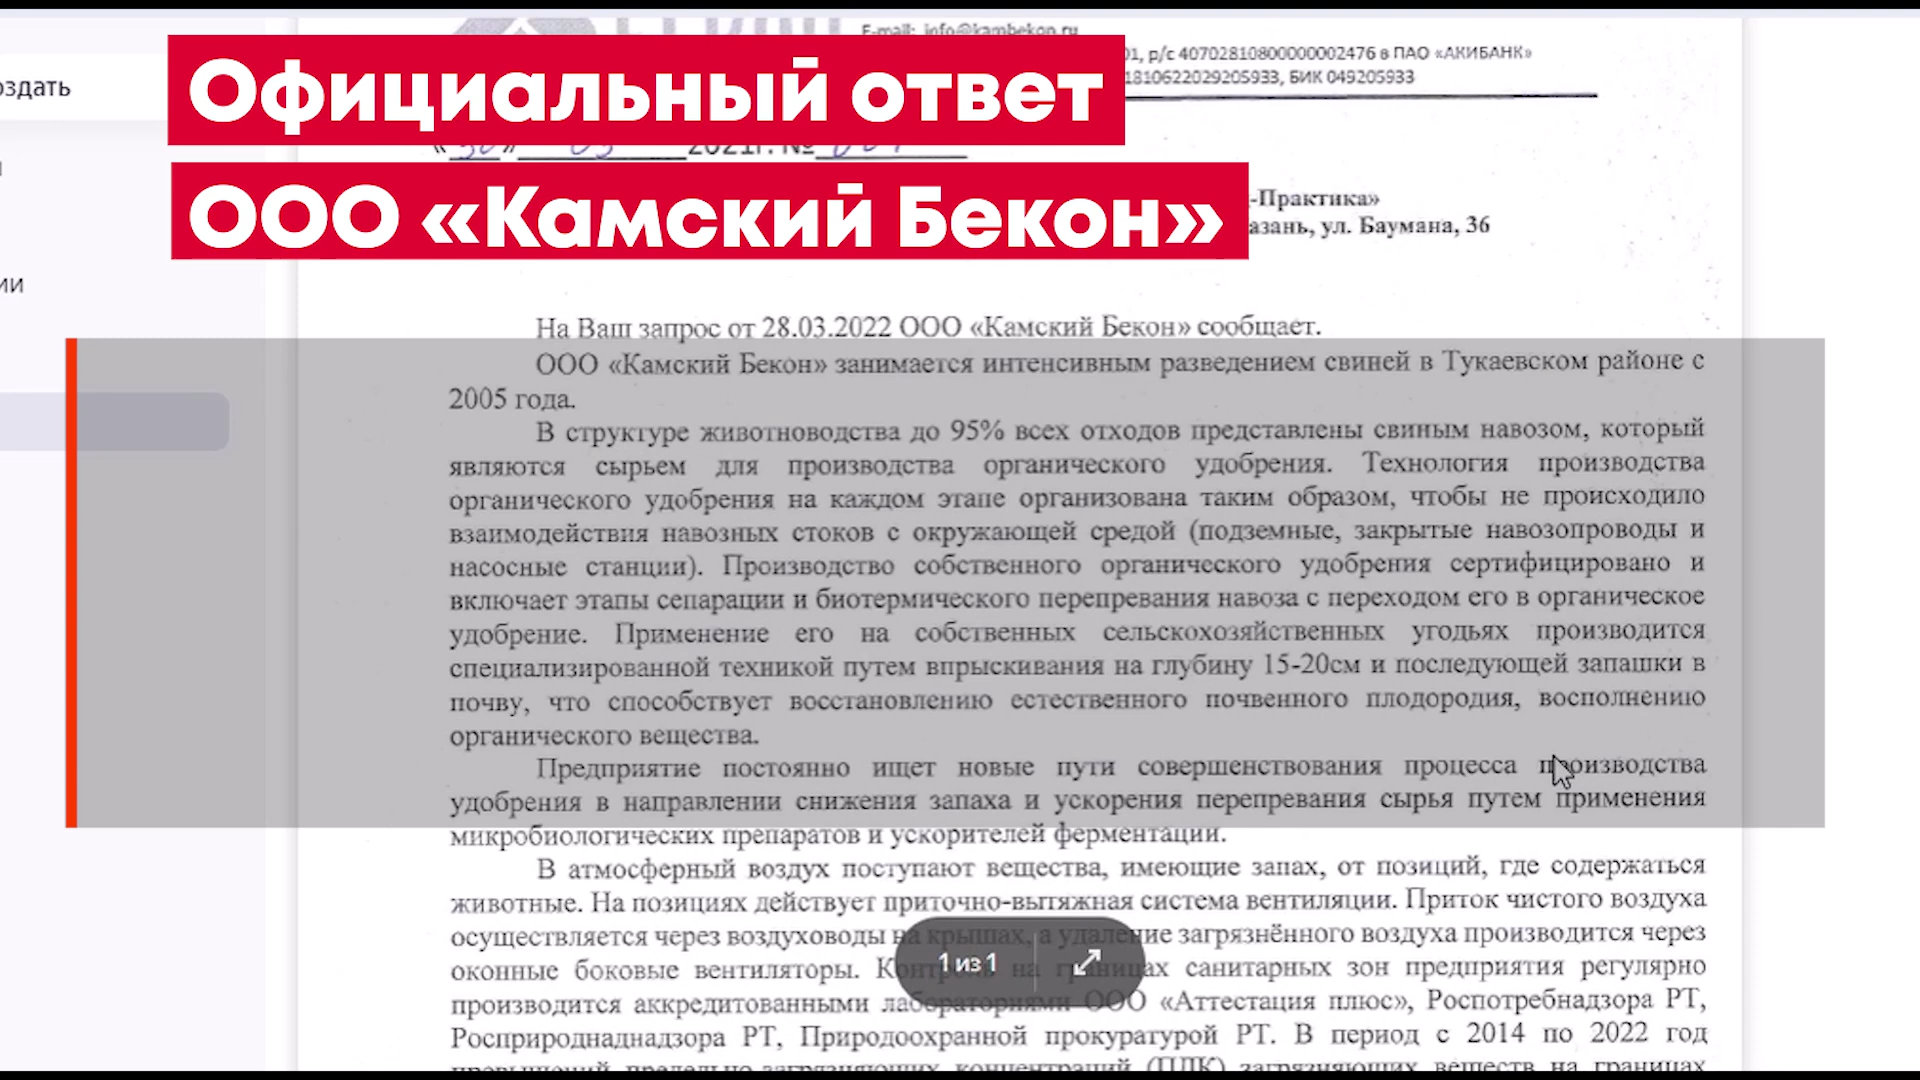 E-mail: info@kambekon.ru
01, р/с 40702810800000002476 в ПАО «АКИБАНК»
1810622029205933, БИК 049205933
оздать
Официальный ответ
2021г. №
ООО «Камский Бекон»
-Практика»
азань, ул. Баумана, 36
ии
На Ваш запрос от 28.03.2022 ООО «Камский Бекон» сообщает.
ООО «Камский Бекон» занимается интенсивным разведением свиней в Тукаевском районе с
2005 года.
В структуре животноводства до 95% всех отходов представлены свиным навозом, который
являются сырьем для производства органического удобрения. Технология производства
органического удобрения на каждом этапе организована таким образом, чтобы не происходило
взаимодействия навозных стоков с окружающей средой (подземные, закрытые навозопроводы и
насосные станции). Производство собственного органического удобрения сертифицировано и
включает этапы сепарации и биотермического перепревания навоза с переходом его в органическое
удобрение. Применение его на собственных сельскохозяйственных угодьях производится
специализированной техникой путем впрыскивания на глубину 15-20см и последующей запашки в
почву, что способствует восстановлению естественного почвенного плодородия, восполнению
органического вещества.
Предприятие постоянно ищет новые пути совершенствования процесса производства
удобрения в направлении снижения запаха и ускорения перепревания сырья путем применения
микробиологических препаратов и ускорителей ферментации.
В атмосферный воздух поступают вещества, имеющие запах, от позиций, где содержаться
животные. На позициях действует приточно-вытяжная система вентиляции. Приток чистого воздуха
осуществляется через воздуховоды на крышах, а удаление загрязнённого воздуха производится через
оконные боковые вентиляторы. Контроль на границах санитарных зон предприятия регулярно
1 из 1
производится аккредитованными лабораториями ООО «Аттестация плюс», Роспотребнадзора РТ,
Росприроднаднадзора РТ, Природоохранной прокуратурой РТ. В период с 2014 по 2022 год
превышений предельно-загрязняющих концентраций (ПДК) загрязняющих веществ на границах